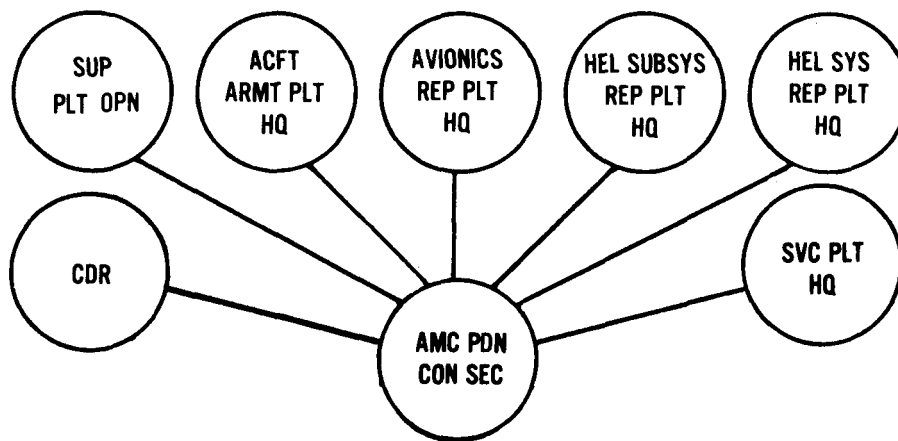 SUP
PLT OPN
ACFT
ARMT PLT
HQ
AVIONICS
REP PLT
HQ
HEL SUBSYS
REP PLT
HQ
HEL SYS
REP PLT
HQ
CDR
SVC PLT
HQ
AMC PDN
CON SEC